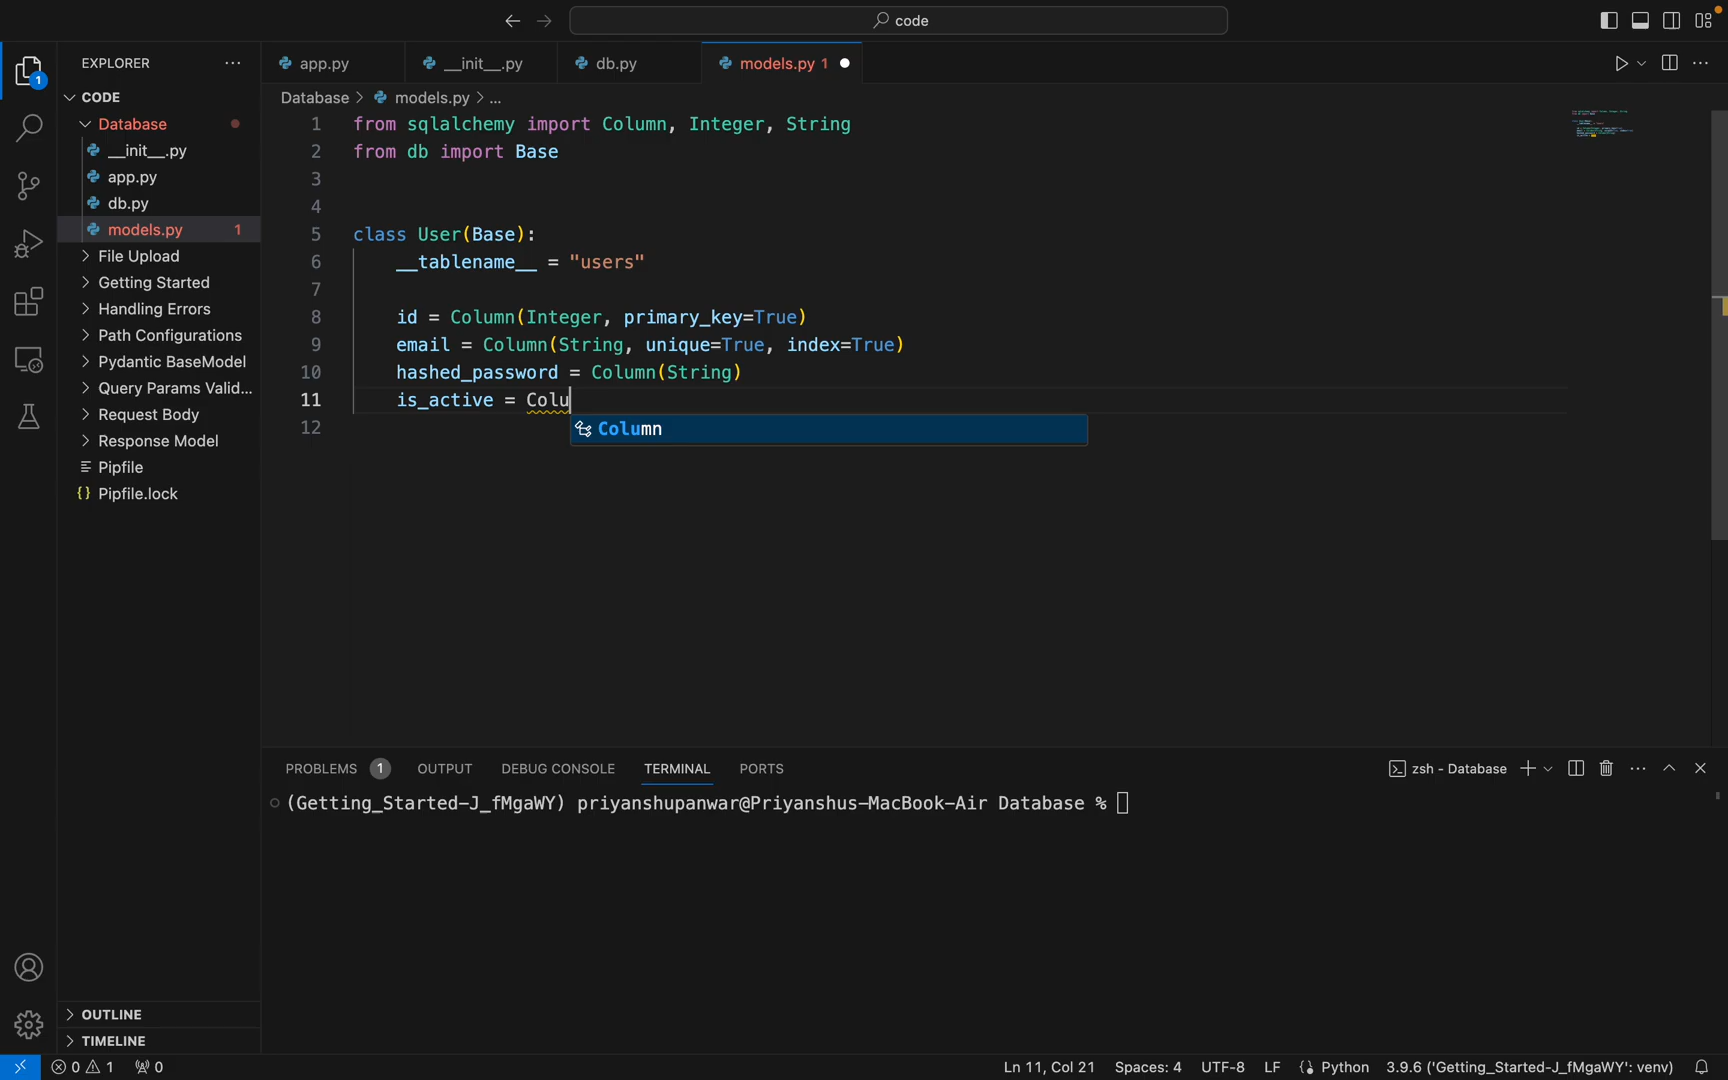 code
EXPLORER
CODE
Database
__init__.py
app.py
db.py
models.py 1
File Upload
Getting Started
Handling Errors
Path Configurations
Pydantic BaseModel
Query Params Valid...
Request Body
Response Model
Pipfile
Pipfile.lock
OUTLINE
TIMELINE
1
app.py
__init__.py
db.py
models.py 1
Database > models.py > ...
1 from sqlalchemy import Column, Integer, String
2 from db import Base
3
4
5 class User(Base):
6 __tablename__ = "users"
7
8 id = Column(Integer, primary_key=True)
9 email = Column(String, unique=True, index=True)
10 hashed_password = Column(String)
11 is_active = Colu
Column
12
PROBLEMS 1 OUTPUT DEBUG CONSOLE TERMINAL PORTS
zsh - Database
(Getting_Started-J_fMgaWY) priyanshupanwar@Priyanshus-MacBook-Air Database %
0 1 0
Ln 11, Col 21 Spaces: 4 UTF-8 LF Python 3.9.6 ('Getting_Started-J_fMgaWY': venv)